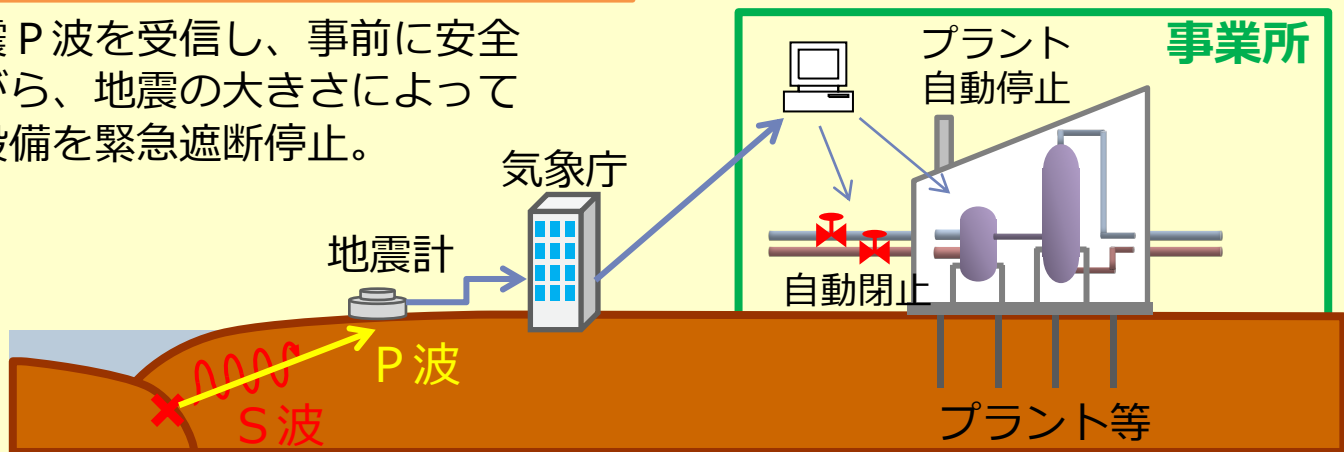 震P波を受信し、事前に安全
がら、地震の大きさによって
設備を緊急遮断停止。
事業所
プラント
自動停止
気象庁
地震計
自動閉止
P波
S波
プラント等